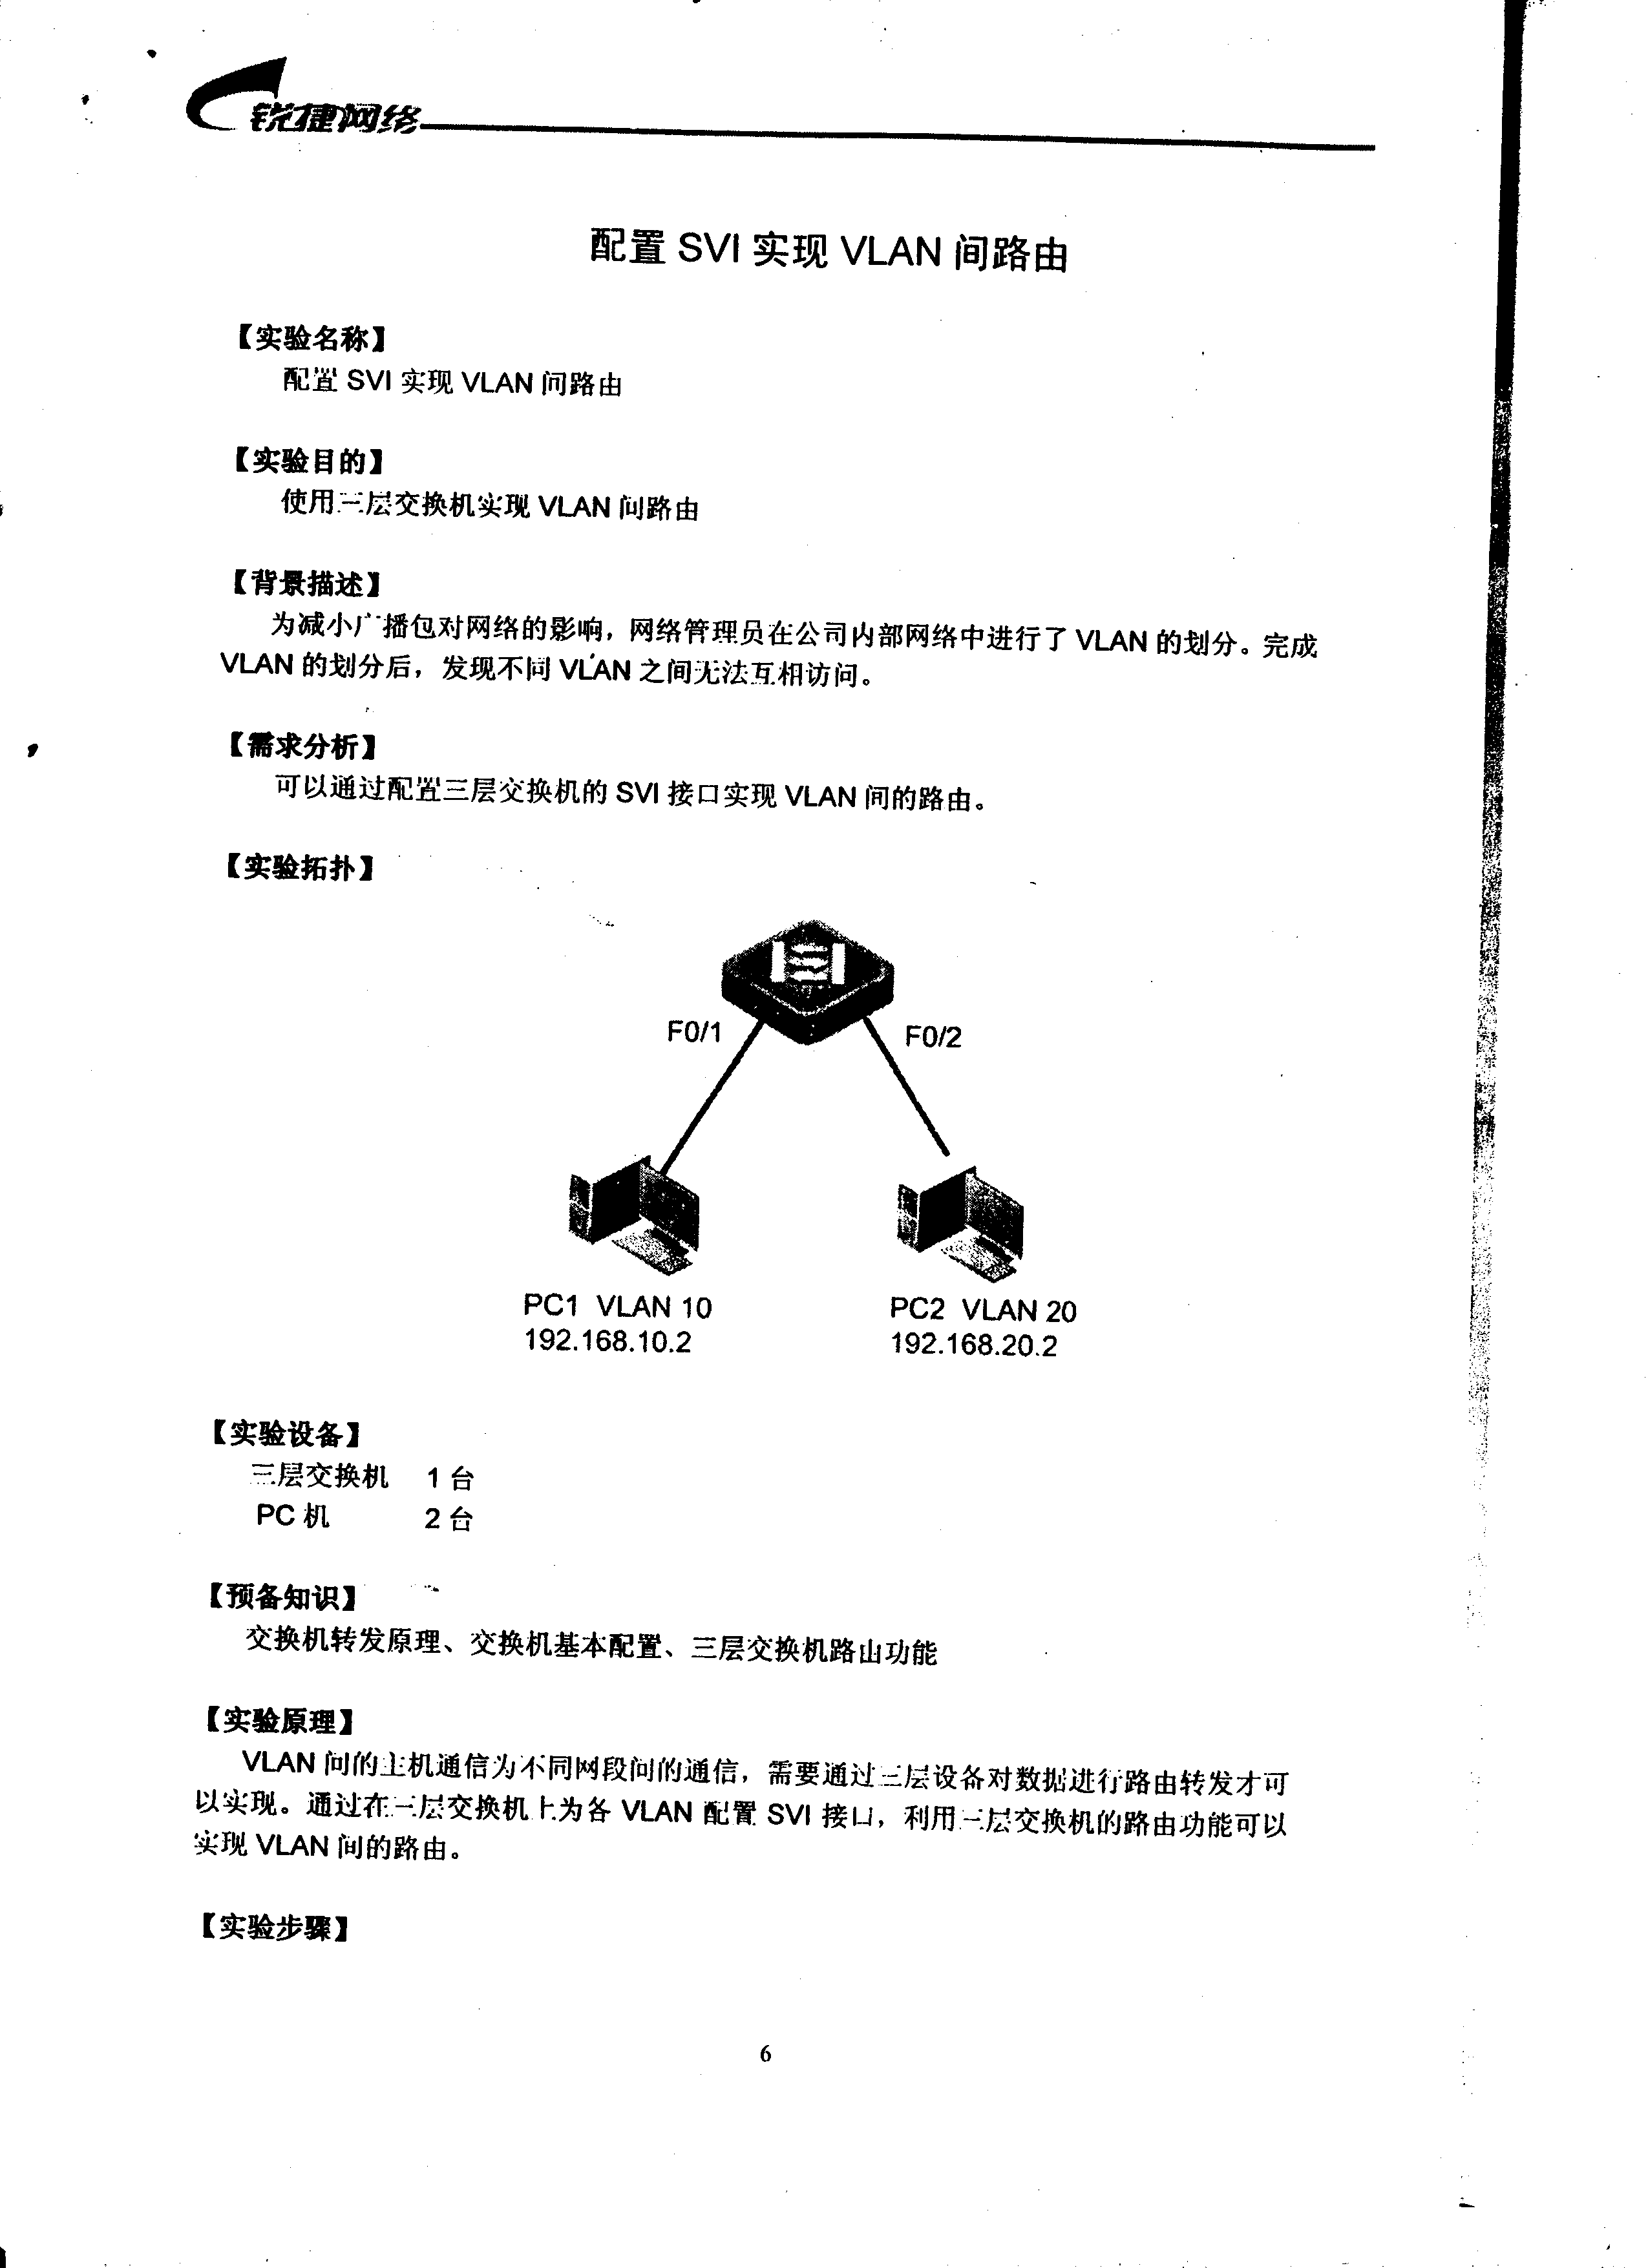 锐捷网络
配置 SVI 实现 VLAN 间路由
【实验名称】
配置 SVI 实现 VLAN 间路由
【实验目的】
使用三层交换机实现 VLAN 间路由
【背景描述】
为减小广播包对网络的影响，网络管理员在公司内部网络中进行了 VLAN 的划分。完成
VLAN 的划分后，发现不同 VLAN 之间无法互相访问。
【需求分析】
可以通过配置三层交换机的 SVI 接口实现 VLAN 间的路由。
【实验拓扑】
F0/1 F0/2
PC1 VLAN 10 PC2 VLAN 20
192.168.10.2 192.168.20.2
【实验设备】
三层交换机 1 台
PC 机 2 台
【预备知识】
交换机转发原理、交换机基本配置、三层交换机路由功能
【实验原理】
VLAN 间的主机通信为不同网段间的通信，需要通过三层设备对数据进行路由转发才可
以实现。通过在三层交换机上为各 VLAN 配置 SVI 接口，利用三层交换机的路由功能可以
实现 VLAN 间的路由。
【实验步骤】
6